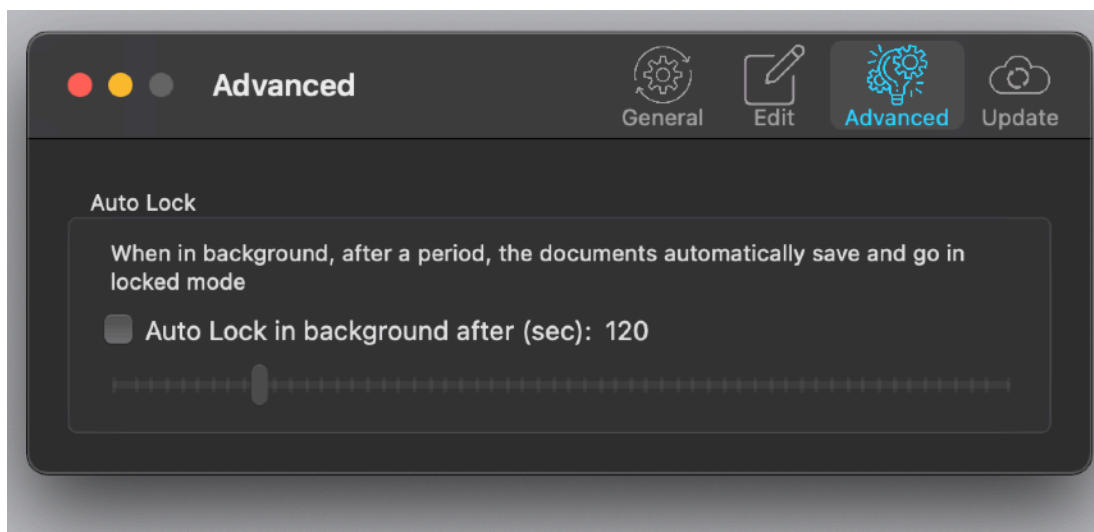 Advanced
General
Edit
Advanced
Update
Auto Lock
When in background, after a period, the documents automatically save and go in
locked mode
Auto Lock in background after (sec): 120